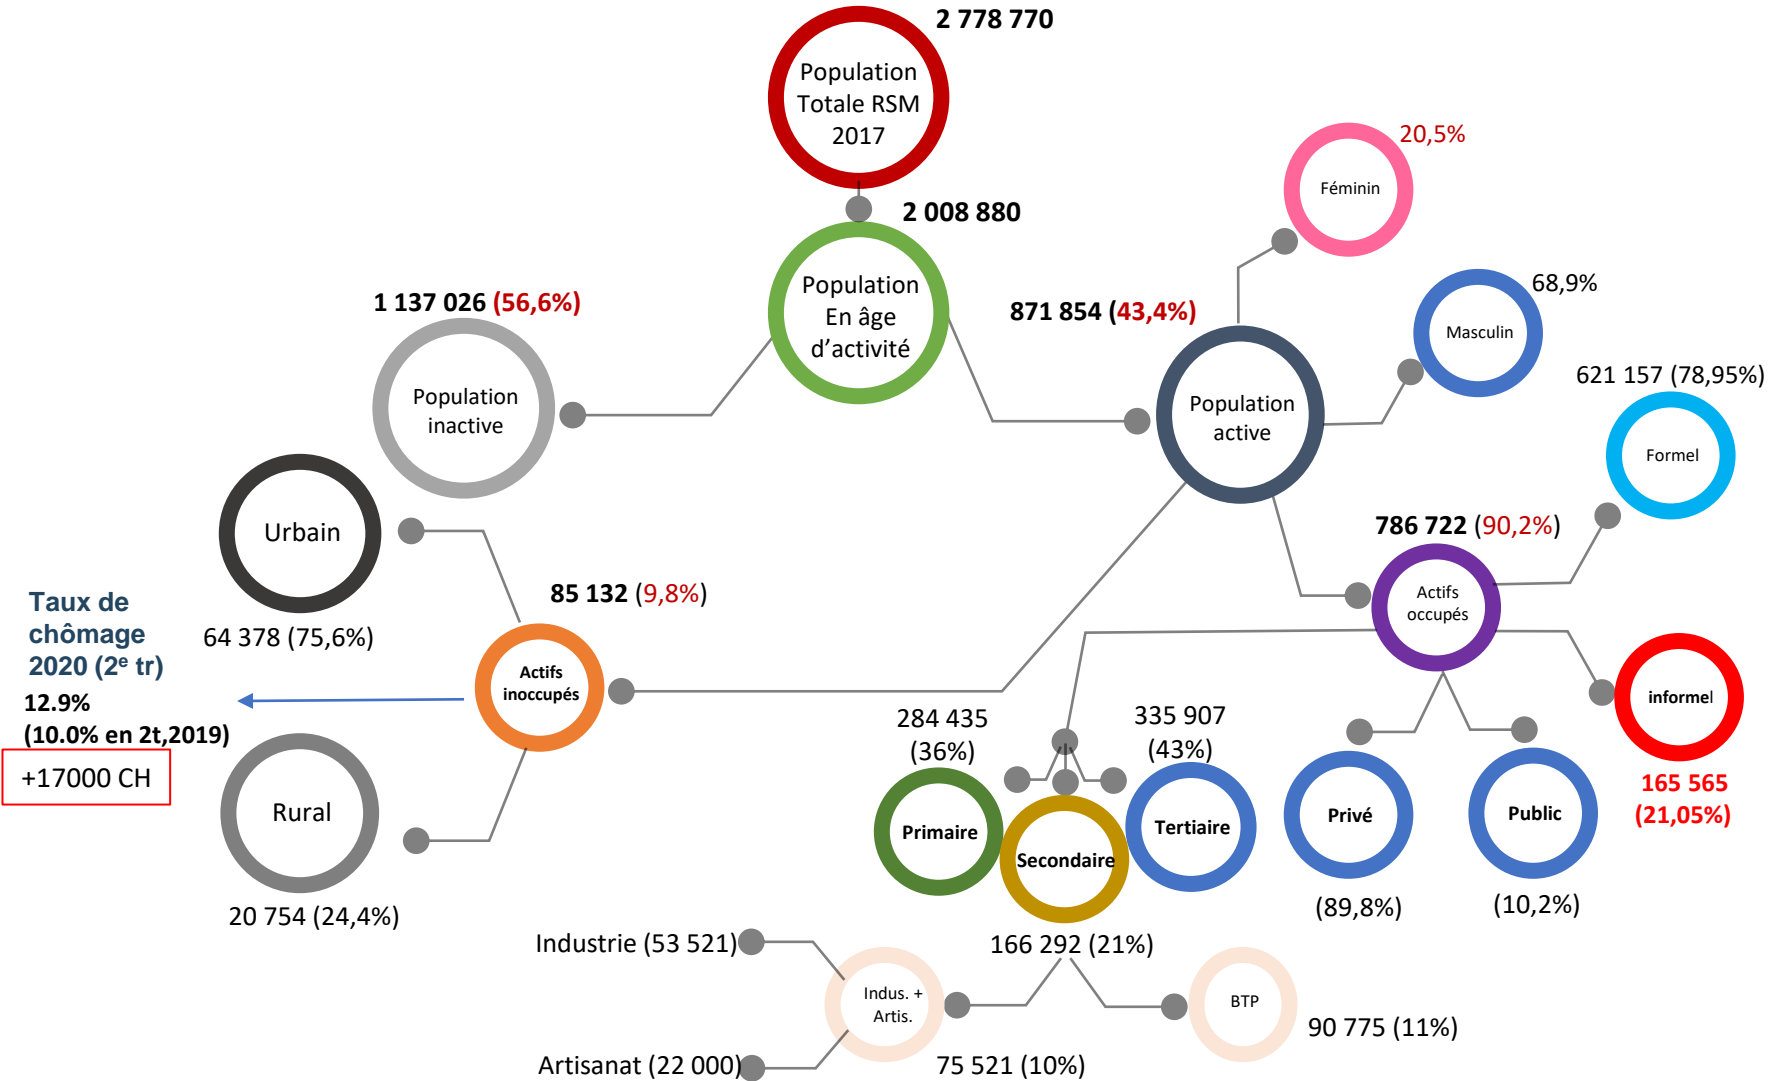 2 778 770
Population
Totale RSM
2017
2 008 880
Population
En âge
d'activité
1 137 026 (56,6%)
Population
inactive
871 854 (43,4%)
Population
active
20,5%
Féminin
68,9%
Masculin
621 157 (78,95%)
Formel
786 722 (90,2%)
Actifs
occupés
informel
165 565
(21,05%)
Urbain
64 378 (75,6%)
85 132 (9,8%)
Actifs
inoccupés
Taux de
chômage
2020 (2e tr)
12.9%
(10.0% en 2t,2019)
+17000 CH
Rural
20 754 (24,4%)
284 435
(36%)
Primaire
Secondaire
166 292 (21%)
335 907
(43%)
Tertiaire
Privé
(89,8%)
Public
(10,2%)
Industrie (53 521)
Indus. +
Artis.
Artisanat (22 000)
75 521 (10%)
BTP
90 775 (11%)